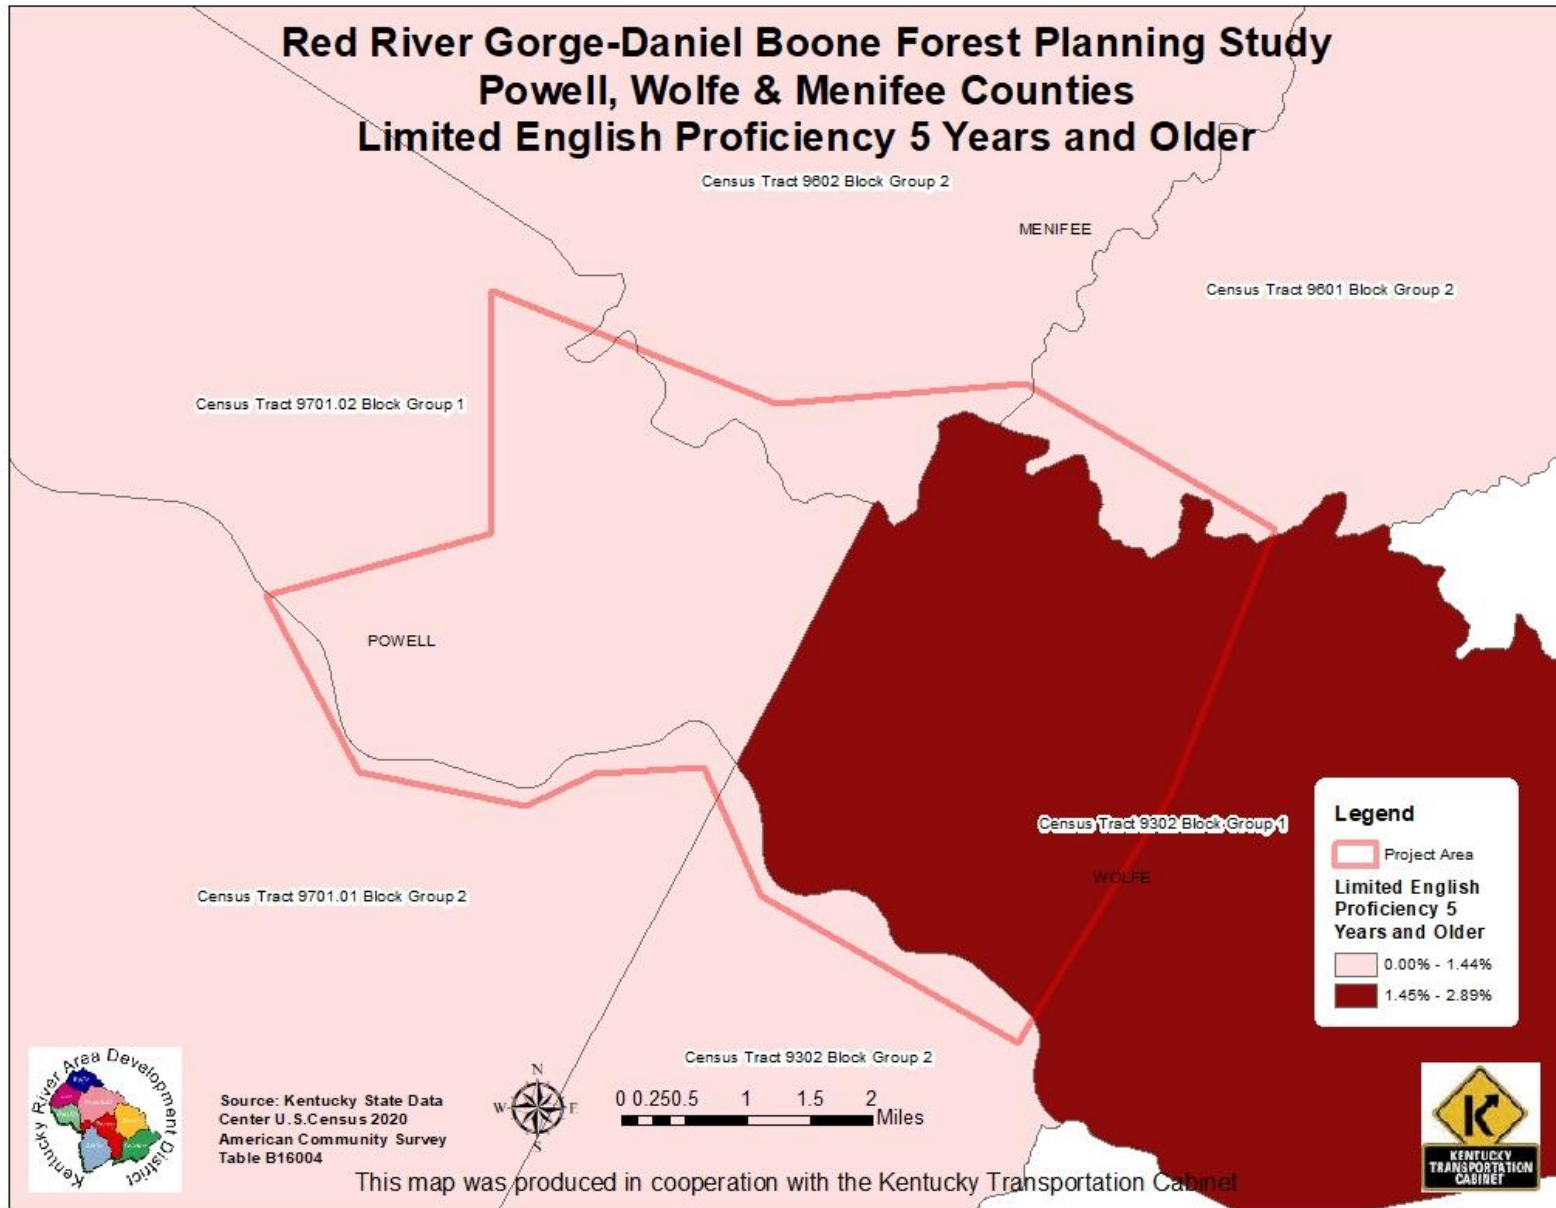 Red River Gorge-Daniel Boone Forest Planning Study
Powell, Wolfe & Menifee Counties
Limited English Proficiency 5 Years and Older
Census Tract 9602 Block Group 2
MENIFEE
Census Tract 9601 Block Group 2
Census Tract 9701.02 Block Group 1
POWELL
Census Tract 9302 Block Group 1
WOLFE
Census Tract 9701.01 Block Group 2
Census Tract 9302 Block Group 2
Legend
Project Area
Limited English
Proficiency 5
Years and Older
0.00% - 1.44%
1.45% - 2.89%
Kentucky River Area Development District
Source: Kentucky State Data
Center U.S.Census 2020
American Community Survey
Table B16004
N
W E
S
0 0.250.5 1 1.5 2
Miles
KENTUCKY
TRANSPORTATION
CABINET
This map was produced in cooperation with the Kentucky Transportation Cabinet